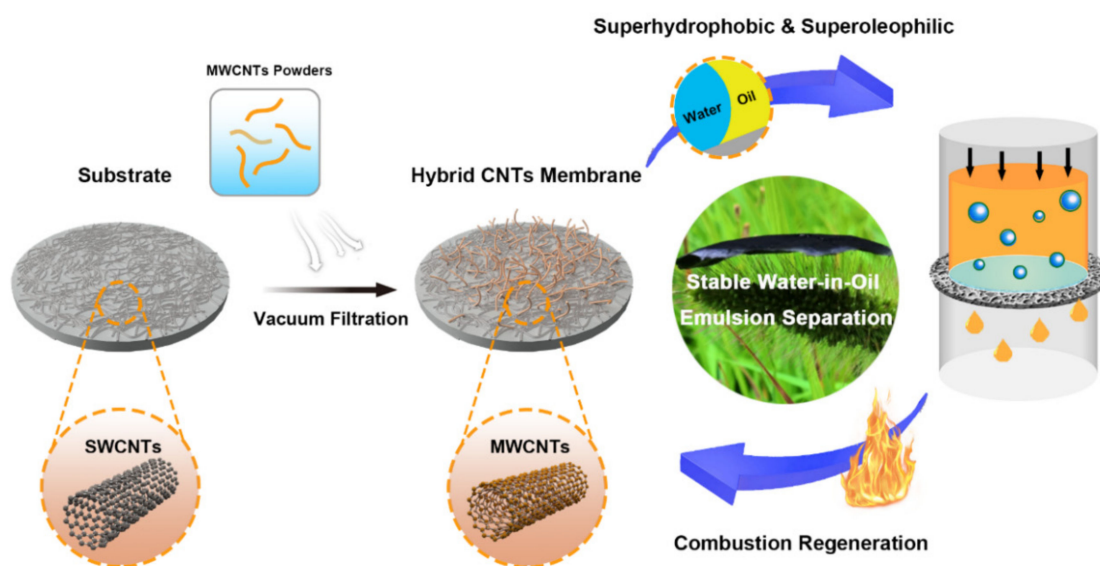 Superhydrophobic & Superoleophilic
MWCNTs Powders
Water
Oil
Substrate
Hybrid CNTs Membrane
Vacuum Filtration
Stable Water-in-Oil
Emulsion Separation
SWCNTs
MWCNTs
Combustion Regeneration